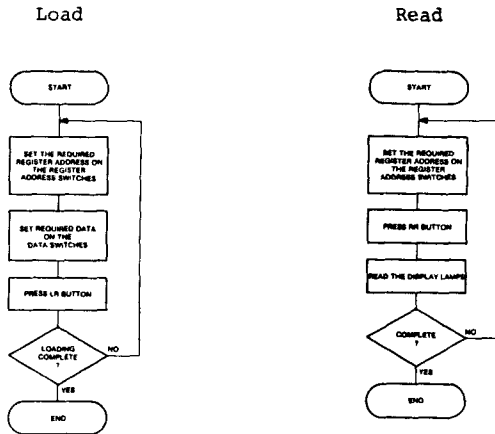 Load
START
SET THE REQUIRED
REGISTER ADDRESS ON
THE REGISTER
ADDRESS SWITCHES
SET REQUIRED DATA
ON THE
DATA SWITCHES
PRESS LR BUTTON
LOADING
COMPLETE
?
NO
YES
END
Read
START
SET THE REQUIRED
REGISTER ADDRESS ON
THE REGISTER
ADDRESS SWITCHES
PRESS RR BUTTON
READ THE DISPLAY LAMPS
COMPLETE
?
NO
YES
END